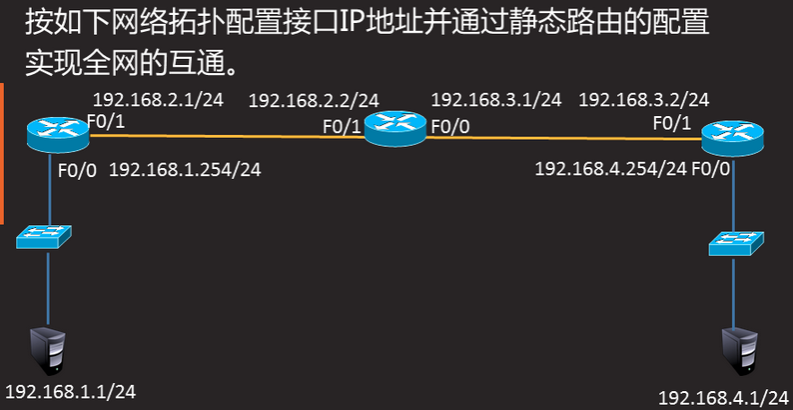 按如下网络拓扑配置接口IP地址并通过静态路由的配置
实现全网的互通。
192.168.2.1/24 192.168.2.2/24 192.168.3.1/24 192.168.3.2/24
F0/1 F0/1 F0/0 F0/1
F0/0 192.168.1.254/24 192.168.4.254/24 F0/0
192.168.1.1/24 192.168.4.1/24